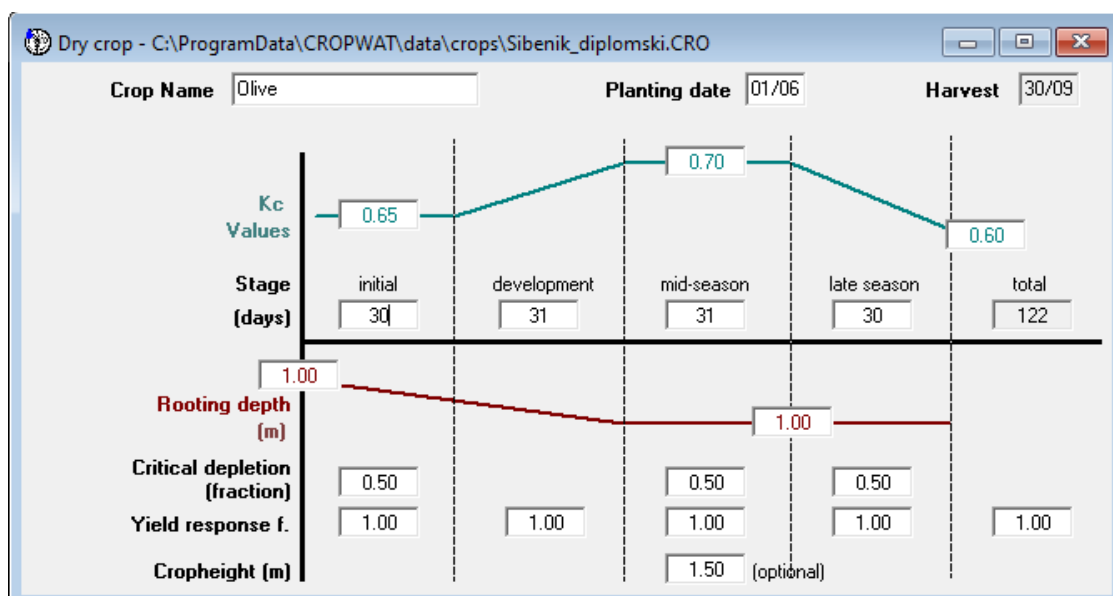 Dry crop - C:\ProgramData\CROPWAT\data\crops\Sibenik_diplomski.CRO
Crop Name Olive Planting date 01/06 Harvest 30/09
0.70
Kc 0.65
Values 0.60
Stage initial development mid-season late season total
(days) 30 31 31 30 122
1.00
Rooting depth 1.00
(m)
Critical depletion
(fraction) 0.50 0.50 0.50
Yield response f. 1.00 1.00 1.00 1.00 1.00
Cropheight (m) 1.50 (optional)